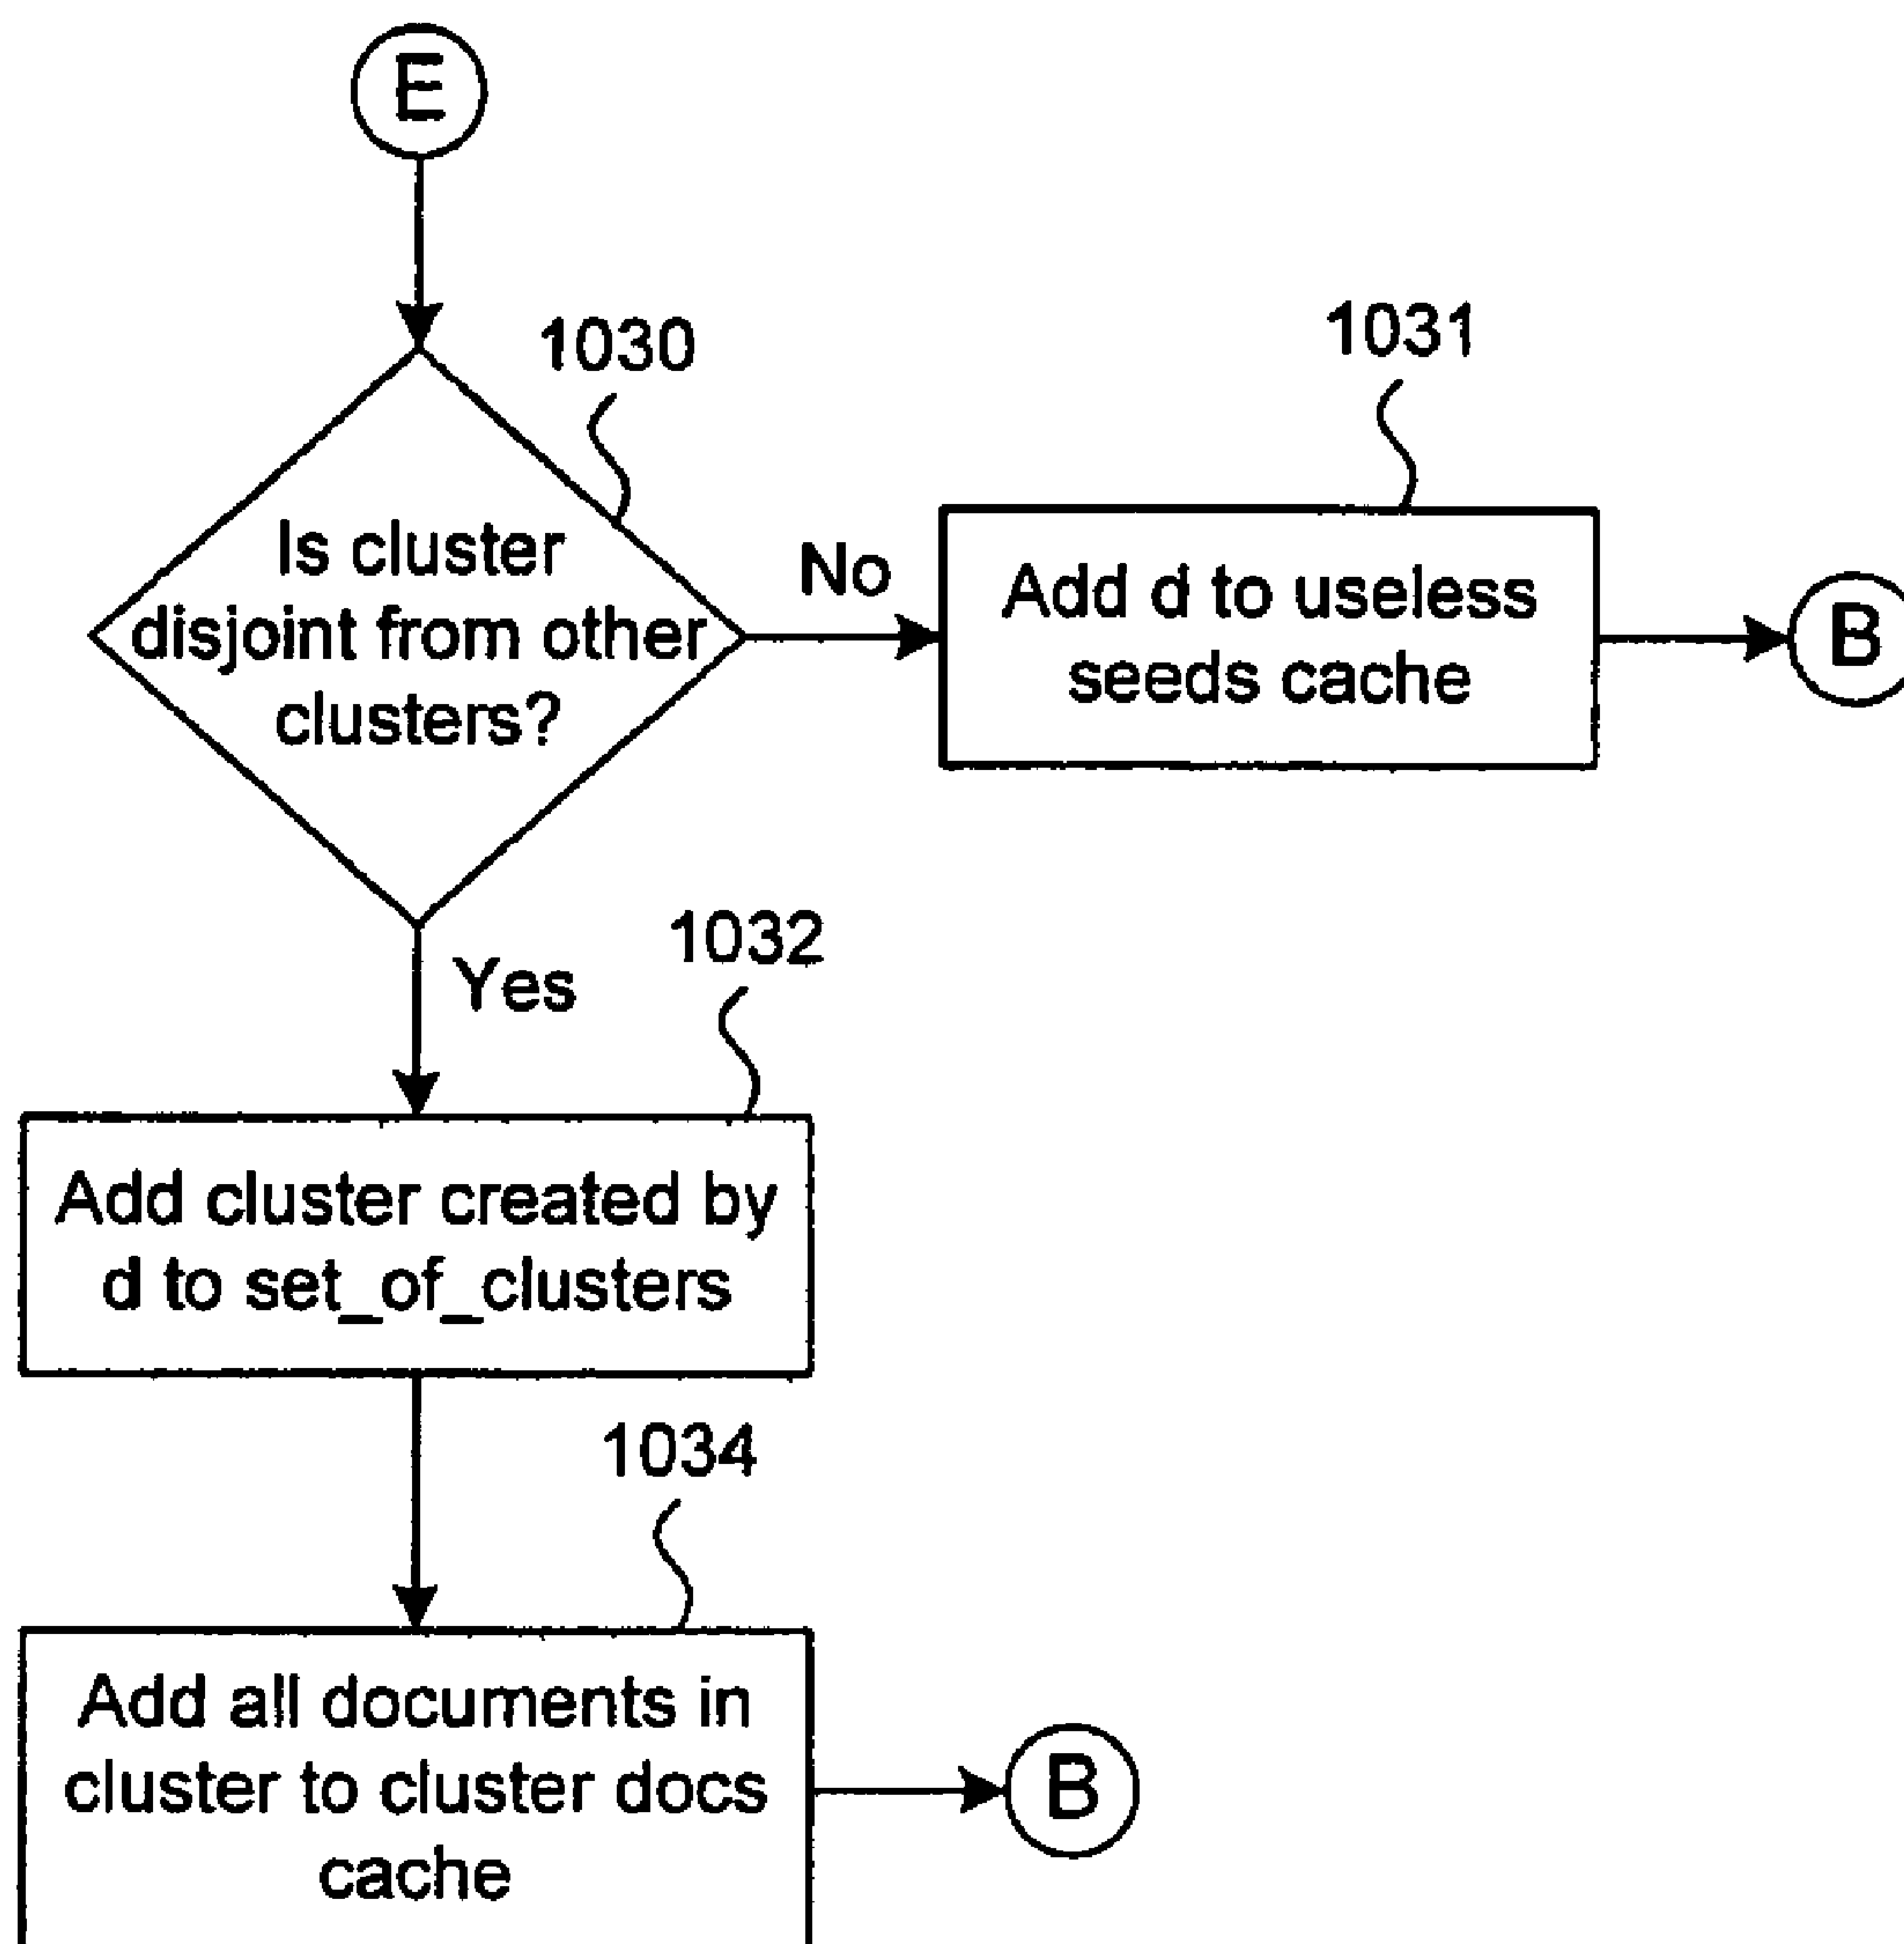 E
1030
1031
Is cluster
disjoint from other
clusters?
No
Add d to useless
seeds cache
B
Yes
1032
Add cluster created by
d to set_of_clusters
1034
Add all documents in
cluster to cluster docs
cache
B